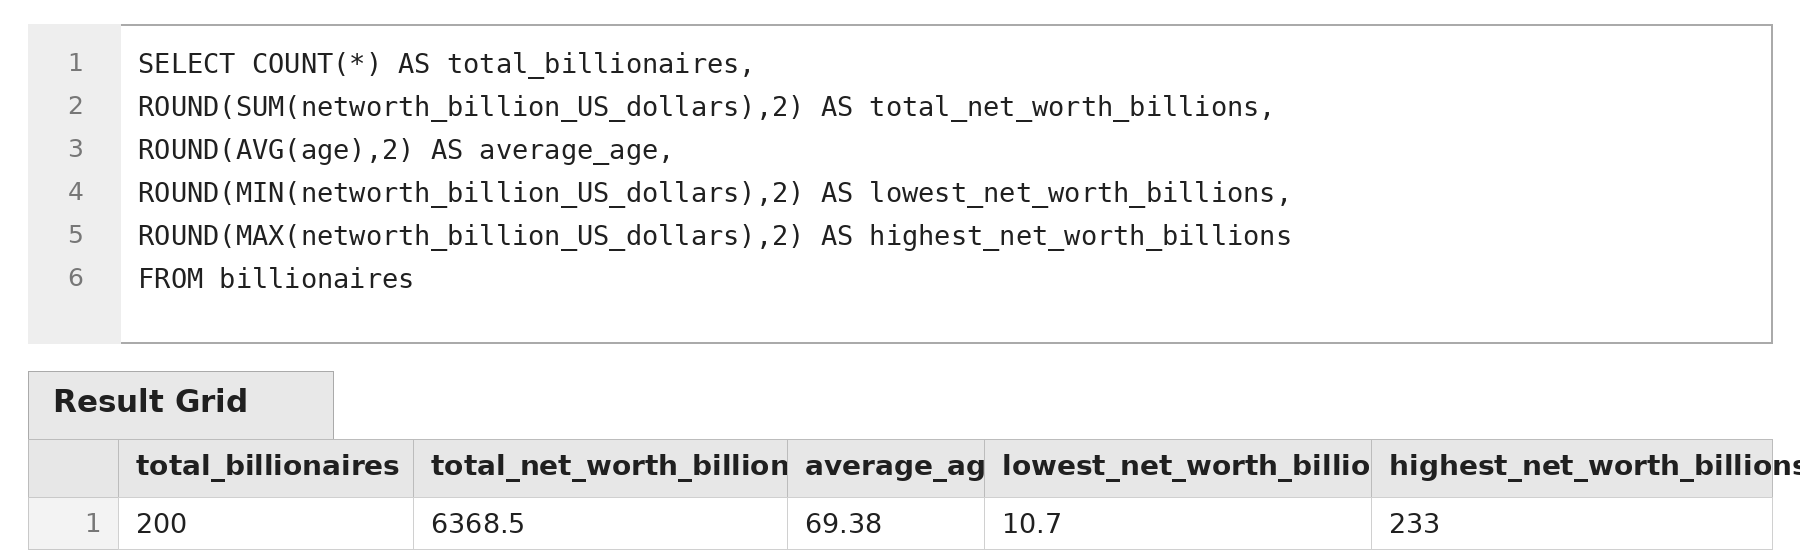 1 SELECT COUNT(*) AS total_billionaires,
2 ROUND(SUM(networth_billion_US_dollars),2) AS total_net_worth_billions,
3 ROUND(AVG(age),2) AS average_age,
4 ROUND(MIN(networth_billion_US_dollars),2) AS lowest_net_worth_billions,
5 ROUND(MAX(networth_billion_US_dollars),2) AS highest_net_worth_billions
6 FROM billionaires
Result Grid
total_billionaires total_net_worth_billion average_ag lowest_net_worth_billio highest_net_worth_billions
1 200 6368.5 69.38 10.7 233